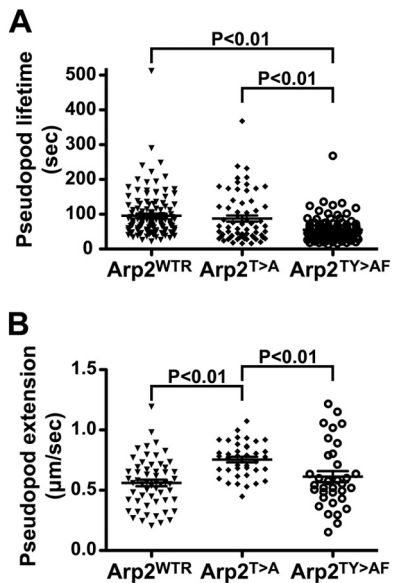 A
P<0.01
P<0.01
Pseudopod lifetime
(sec)
500
400
300
200
100
0
Arp2WTR
Arp2T>A
Arp2TY>AF
B
P<0.01
P<0.01
Pseudopod extension
(μm/sec)
1.5
1.0
0.5
0.0
Arp2WTR
Arp2T>A
Arp2TY>AF